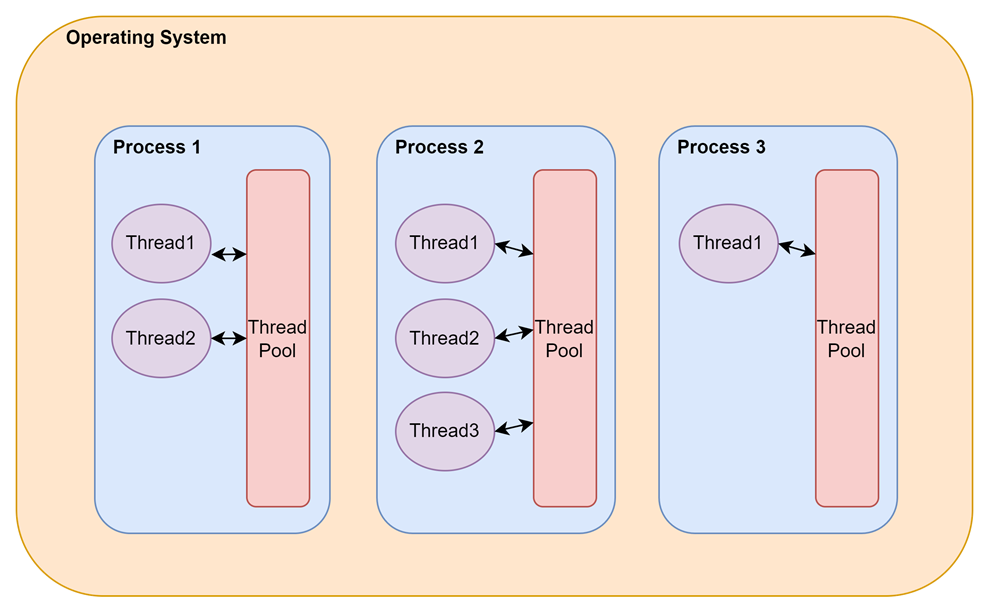 Operating System
Process 1
Thread1
Thread2
Thread
Pool
Process 2
Thread1
Thread2
Thread3
Thread
Pool
Process 3
Thread1
Thread
Pool